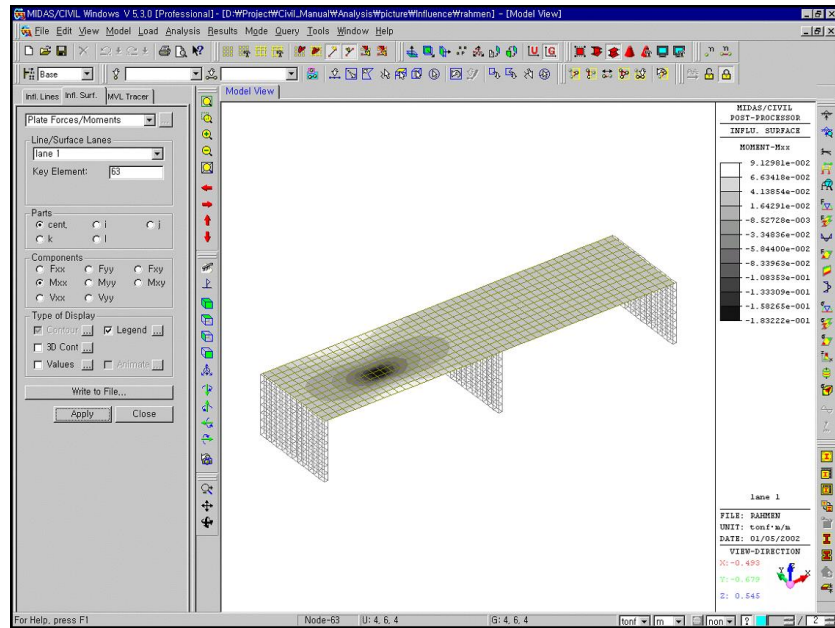 MIDAS/CIVIL Windows V 5,3,0 [Professional] - [D:₩Project₩Civil_Manual₩Analysis₩picture₩influence₩rahmen] - [Model View]
File Edit View Model Load Analysis Results Mode Query Tools Window Help
Base
Infl. Lines Infl. Surf. MVL Tracer
Model View
Plate Forces/Moments
Line/Surface Lanes
lane 1
Key Element: 63
Parts
cent, i j
k l
Components
Fxx Fyy Fxy
Mxx Myy Mxy
Vxx Vyy
Type of Display
Contour ... Legend ...
3D Cont ...
Values ... Animate ...
Write to File...
Apply Close
MIDAS/CIVIL
POST-PROCESSOR
INFLU. SURFACE
MOMENT-Mxx
9.12981e-002
6.63418e-002
4.13854e-002
1.64291e-002
-8.52728e-003
-3.34836e-002
-5.84400e-002
-8.33963e-002
-1.08353e-001
-1.33309e-001
-1.58265e-001
-1.83222e-001
lane 1
FILE: RAHMEN
UNIT: tonf·m/m
DATE: 01/05/2002
VIEW-DIRECTION
X:-0.493
Y:-0.679
Z: 0.545
For Help, press F1 Node-63 U: 4, 6, 4 G: 4, 6, 4 tonf m non ? / 2